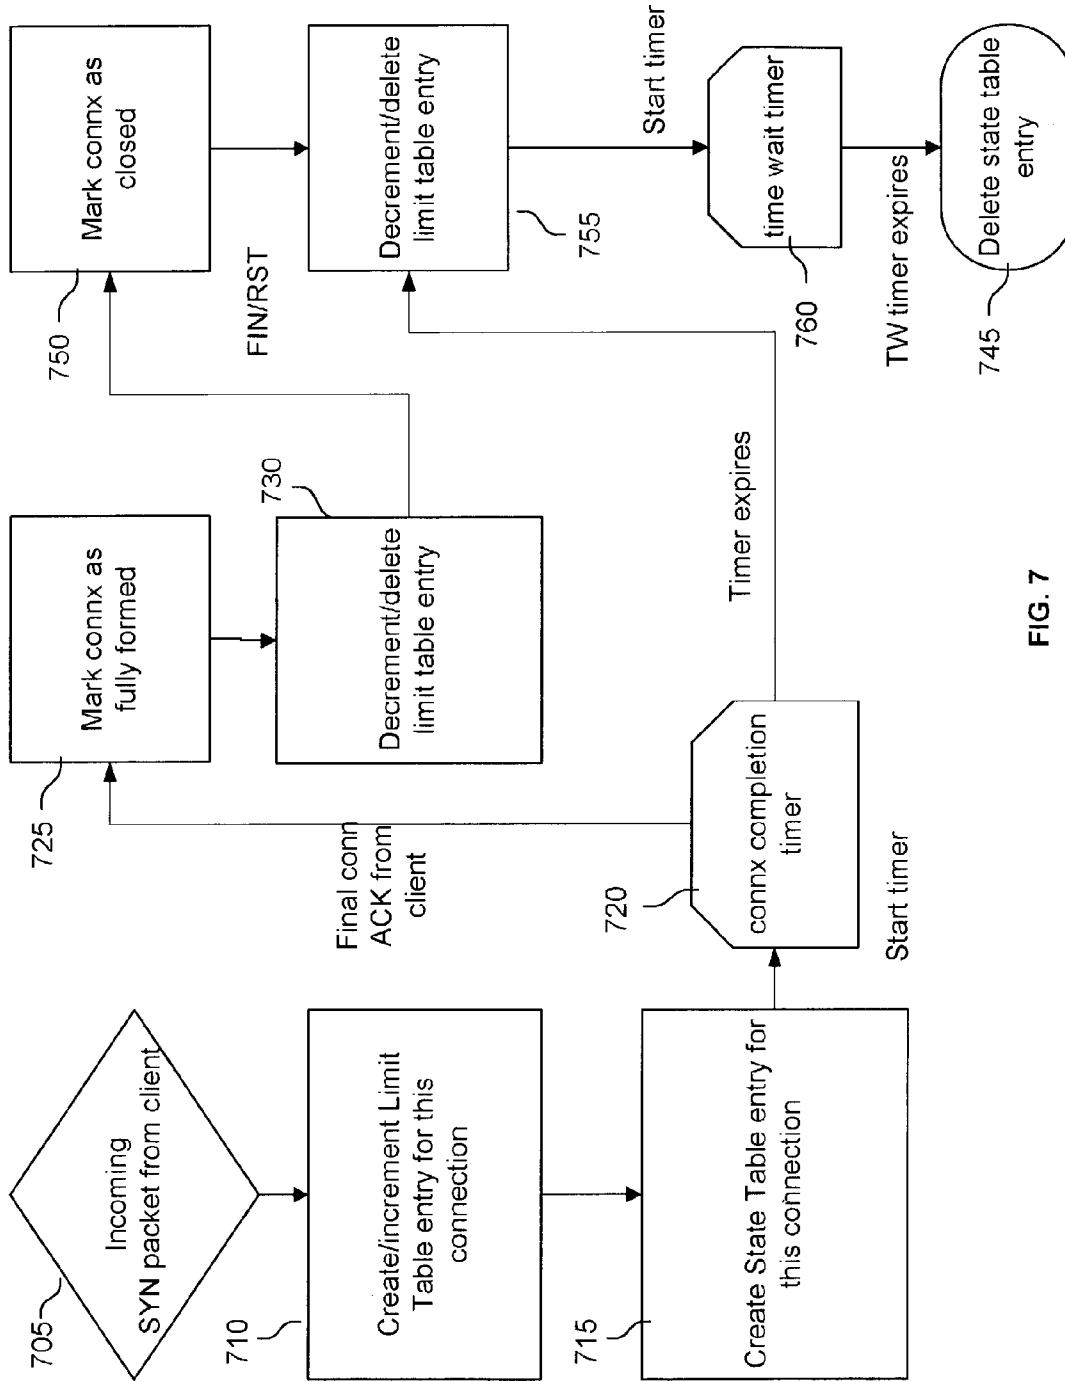 705
Incoming
SYN packet from client
710
Create/increment Limit
Table entry for this
connection
715
Create State Table entry for
this connection
Start timer
720
connx completion
timer
Final conn
ACK from
client
725
Mark connx as
fully formed
730
Decrement/delete
limit table entry
Timer expires
FIN/RST
750
Mark connx as
closed
Decrement/delete
limit table entry
755
Start timer
time wait timer
760
TW timer expires
745
Delete state table
entry
FIG. 7